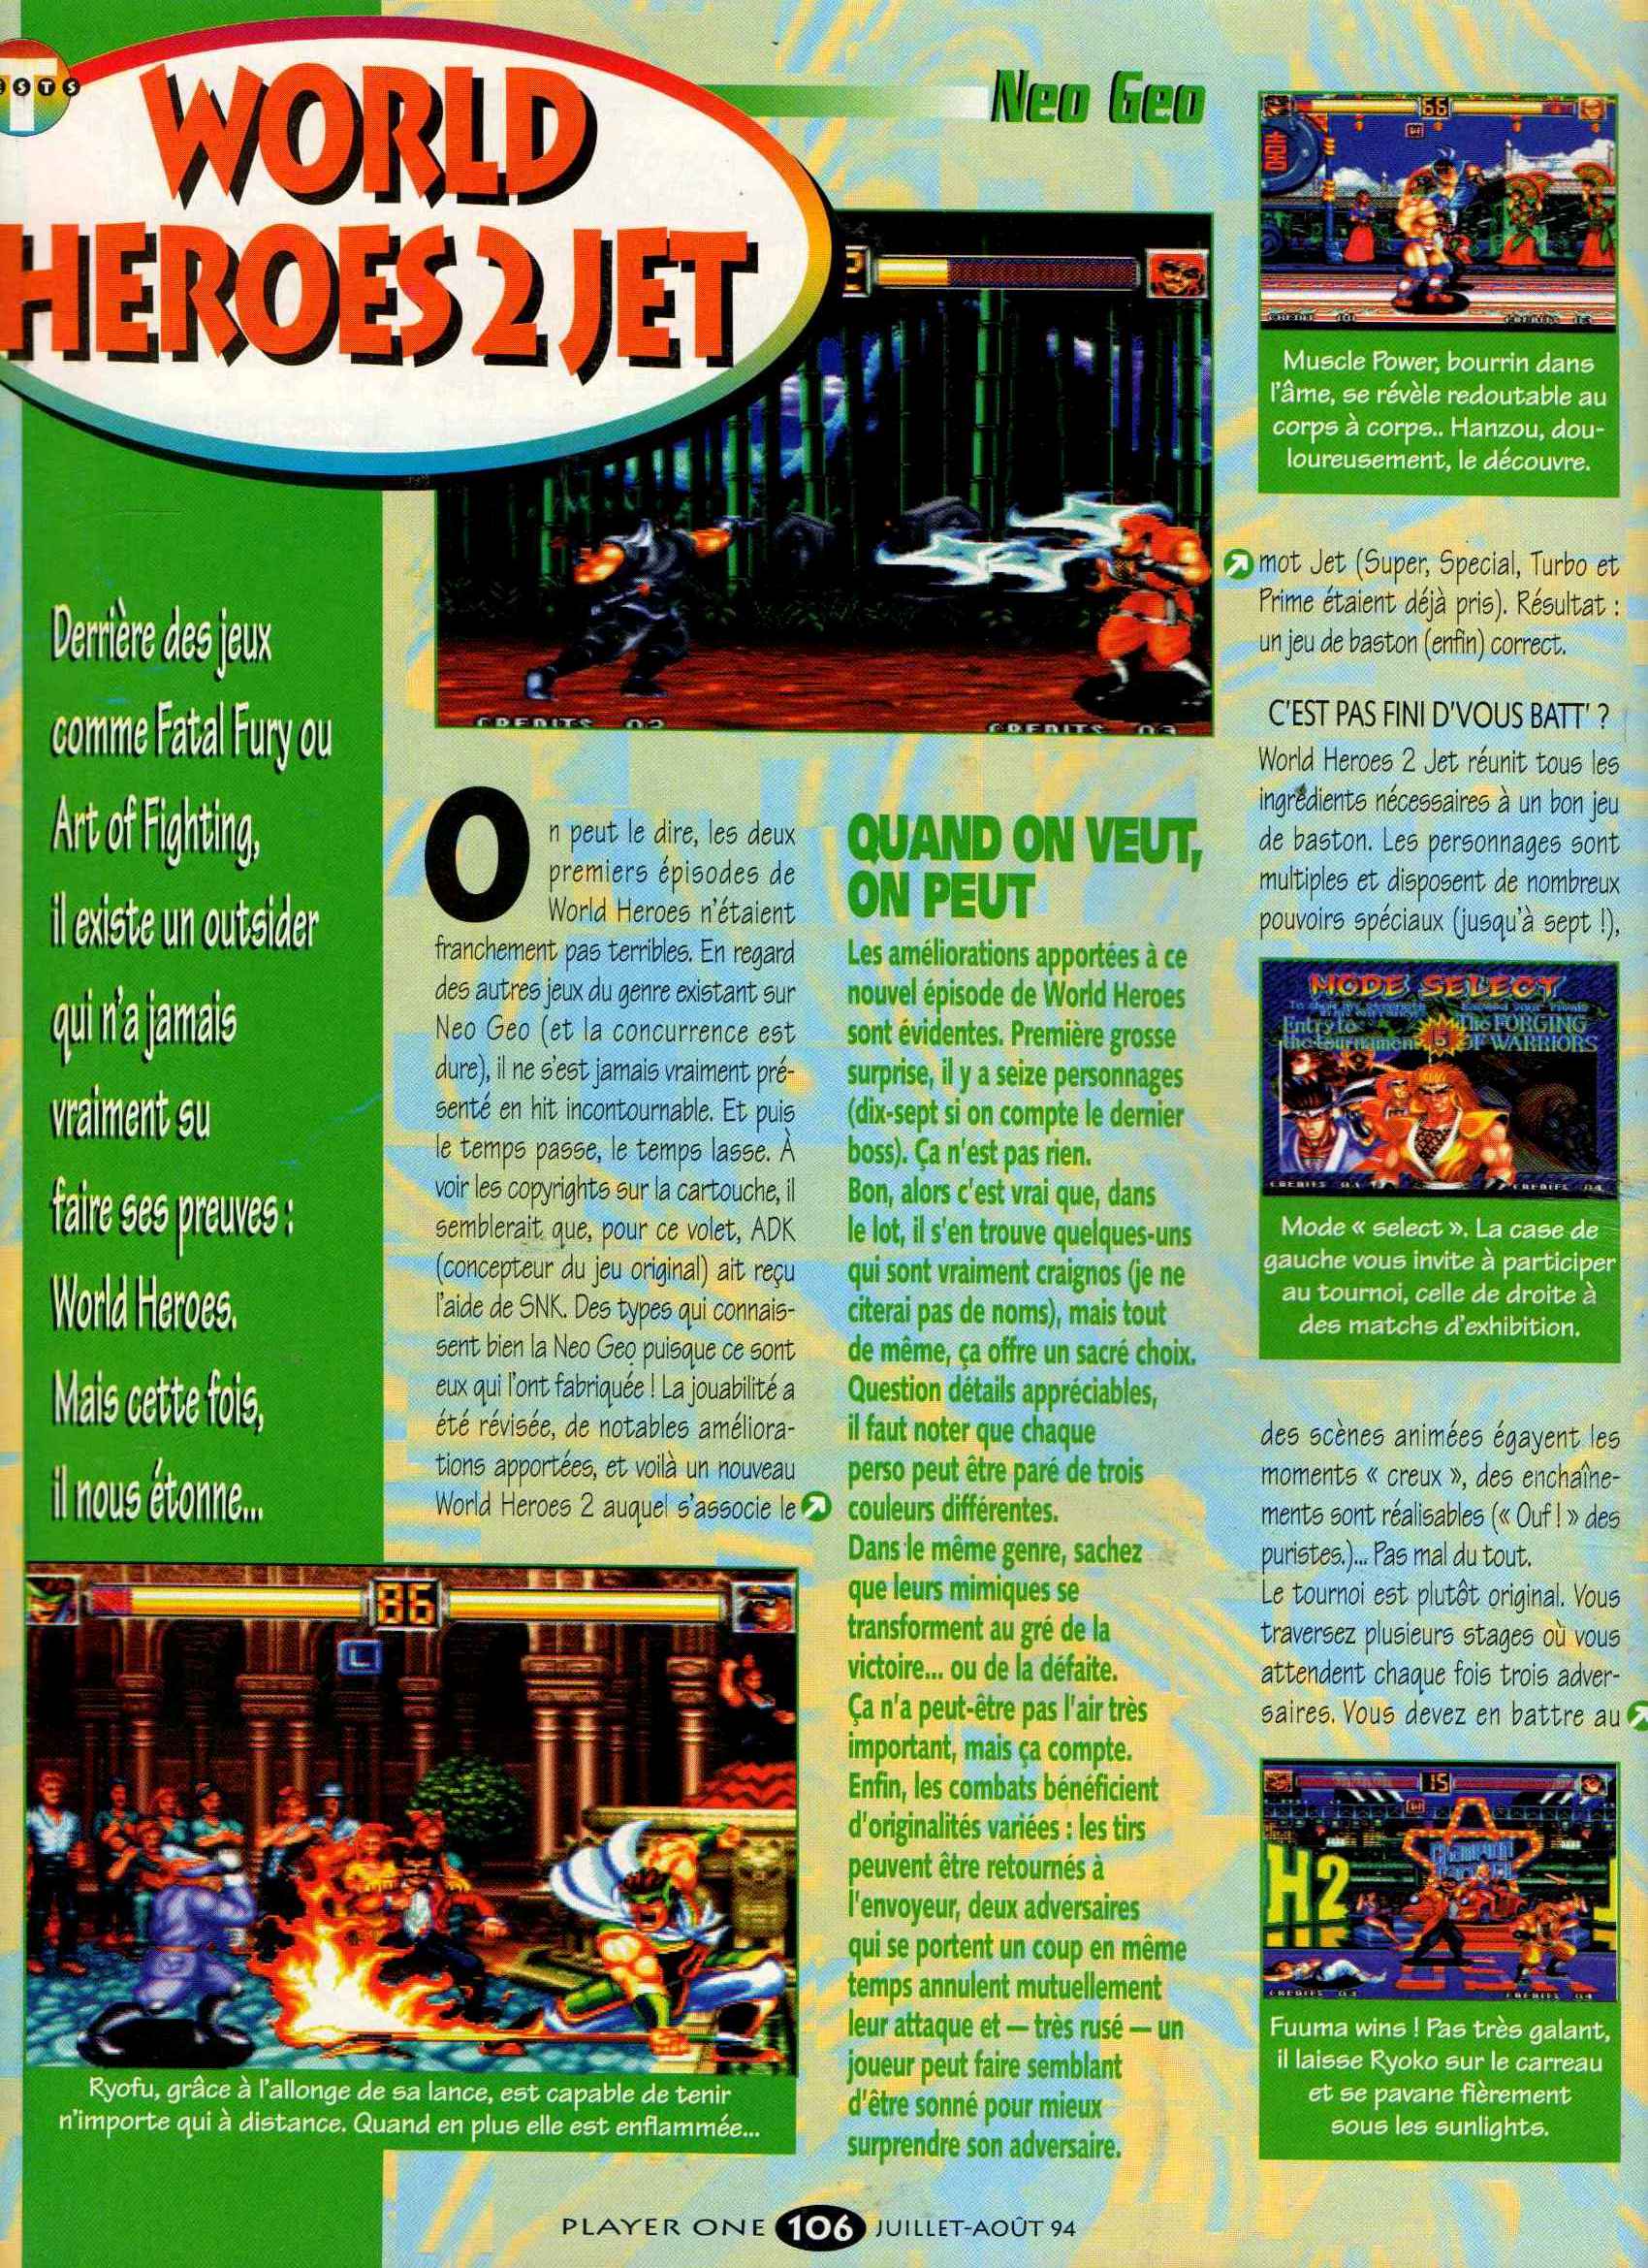 TESTS
WORLD
HEROES 2 JET
Neo Geo
Derrière des jeux
comme Fatal Fury ou
Art of Fighting,
il existe un outsider
qui n'a jamais
vraiment su
faire ses preuves :
World Heroes.
Mais cette fois,
il nous étonne...
CREDITS 02
CREDITS 03
On peut le dire, les deux
premiers épisodes de
World Heroes n'étaient
franchement pas terribles. En regard
des autres jeux du genre existant sur
Neo Geo (et la concurrence est
dure), il ne s'est jamais vraiment pré-
senté en hit incontournable. Et puis
le temps passe, le temps lasse. À
voir les copyrights sur la cartouche, il
semblerait que, pour ce volet, ADK
(concepteur du jeu original) ait reçu
l'aide de SNK. Des types qui connais-
sent bien la Neo Geo puisque ce sont
eux qui l'ont fabriquée ! La jouabilité a
été révisée, de notables améliora-
tions apportées, et voilà un nouveau
World Heroes 2 auquel s'associe le
86
L
Ryofu, grâce à l'allonge de sa lance, est capable de tenir
n'importe qui à distance. Quand en plus elle est enflammée...
QUAND ON VEUT,
ON PEUT
Les améliorations apportées à ce
nouvel épisode de World Heroes
sont évidentes. Première grosse
surprise, il y a seize personnages
(dix-sept si on compte le dernier
boss). Ça n'est pas rien.
Bon, alors c'est vrai que, dans
le lot, il s'en trouve quelques-uns
qui sont vraiment craignos (je ne
citerai pas de noms), mais tout
de même, ça offre un sacré choix.
Question détails appréciables,
il faut noter que chaque
perso peut être paré de trois
couleurs différentes.
Dans le même genre, sachez
que leurs mimiques se
transforment au gré de la
victoire... ou de la défaite.
Ça n'a peut-être pas l'air très
important, mais ça compte.
Enfin, les combats bénéficient
d'originalités variées : les tirs
peuvent être retournés à
l'envoyeur, deux adversaires
qui se portent un coup en même
temps annulent mutuellement
leur attaque et — très rusé — un
joueur peut faire semblant
d'être sonné pour mieux
surprendre son adversaire.
66
Muscle Power, bourrin dans
l'âme, se révèle redoutable au
corps à corps.. Hanzou, dou-
loureusement, le découvre.
mot Jet (Super, Special, Turbo et
Prime étaient déjà pris). Résultat :
un jeu de baston (enfin) correct.
C'EST PAS FINI D'VOUS BATT' ?
World Heroes 2 Jet réunit tous les
ingrédients nécessaires à un bon jeu
de baston. Les personnages sont
multiples et disposent de nombreux
pouvoirs spéciaux (jusqu'à sept !),
MODE SELECT
Entry to
the tournament
5
The FORGING
OF WARRIORS
CREDITS 04
Mode « select ». La case de
gauche vous invite à participer
au tournoi, celle de droite à
des matchs d'exhibition.
des scènes animées égayent les
moments « creux », des enchaîne-
ments sont réalisables (« Ouf ! » des
puristes.)... Pas mal du tout.
Le tournoi est plutôt original. Vous
traversez plusieurs stages où vous
attendent chaque fois trois adver-
saires. Vous devez en battre au
15
H2
Fuuma wins ! Pas très galant,
il laisse Ryoko sur le carreau
et se pavane fièrement
sous les sunlights.
PLAYER ONE 106 JUILLET-AOÛT 94